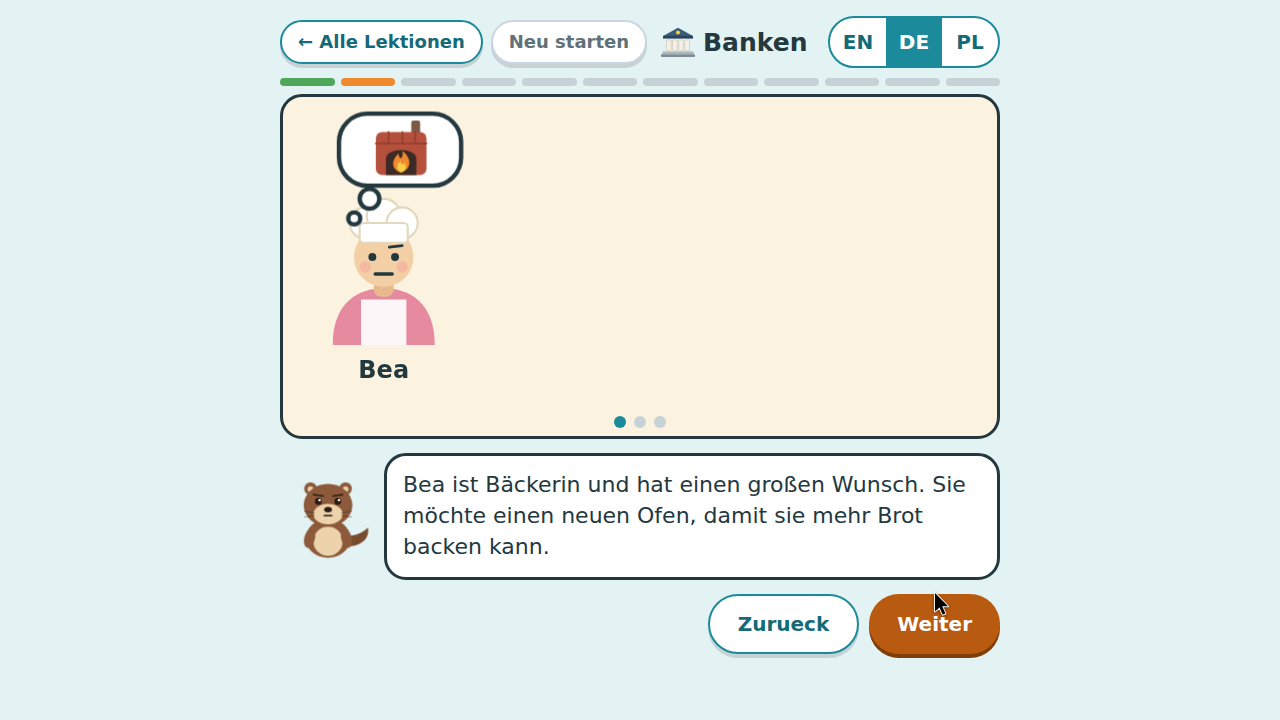 ← Alle Lektionen
Neu starten
Banken
EN
DE
PL
Bea
Bea ist Bäckerin und hat einen großen Wunsch. Sie
möchte einen neuen Ofen, damit sie mehr Brot
backen kann.
Zurueck
Weiter